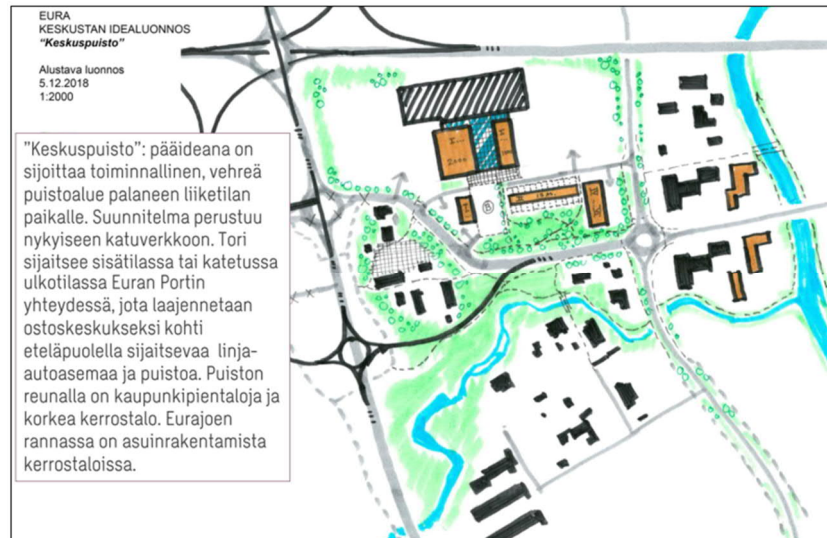 EURA
KESKUSTAN IDEALUONNOS
"Keskuspuisto"
Alustava luonnos
5.12.2018
1:2000
"Keskuspuisto": pääideana on
sijoittaa toiminnallinen, vehreä
puistoalue palaneen liiketilan
paikalle. Suunnitelma perustuu
nykyiseen katuverkkoon. Tori
sijaitsee sisätilassa tai katetussa
ulkotilassa Euran Portin
yhteydessä, jota laajennetaan
ostoskeskukseksi kohti
eteläpuolella sijaitsevaa linja-
autoasemaa ja puistoa. Puiston
reunalla on kaupunkipientaloja ja
korkea kerrostalo. Eurajoen
rannassa on asuinrakentamista
kerrostaloissa.